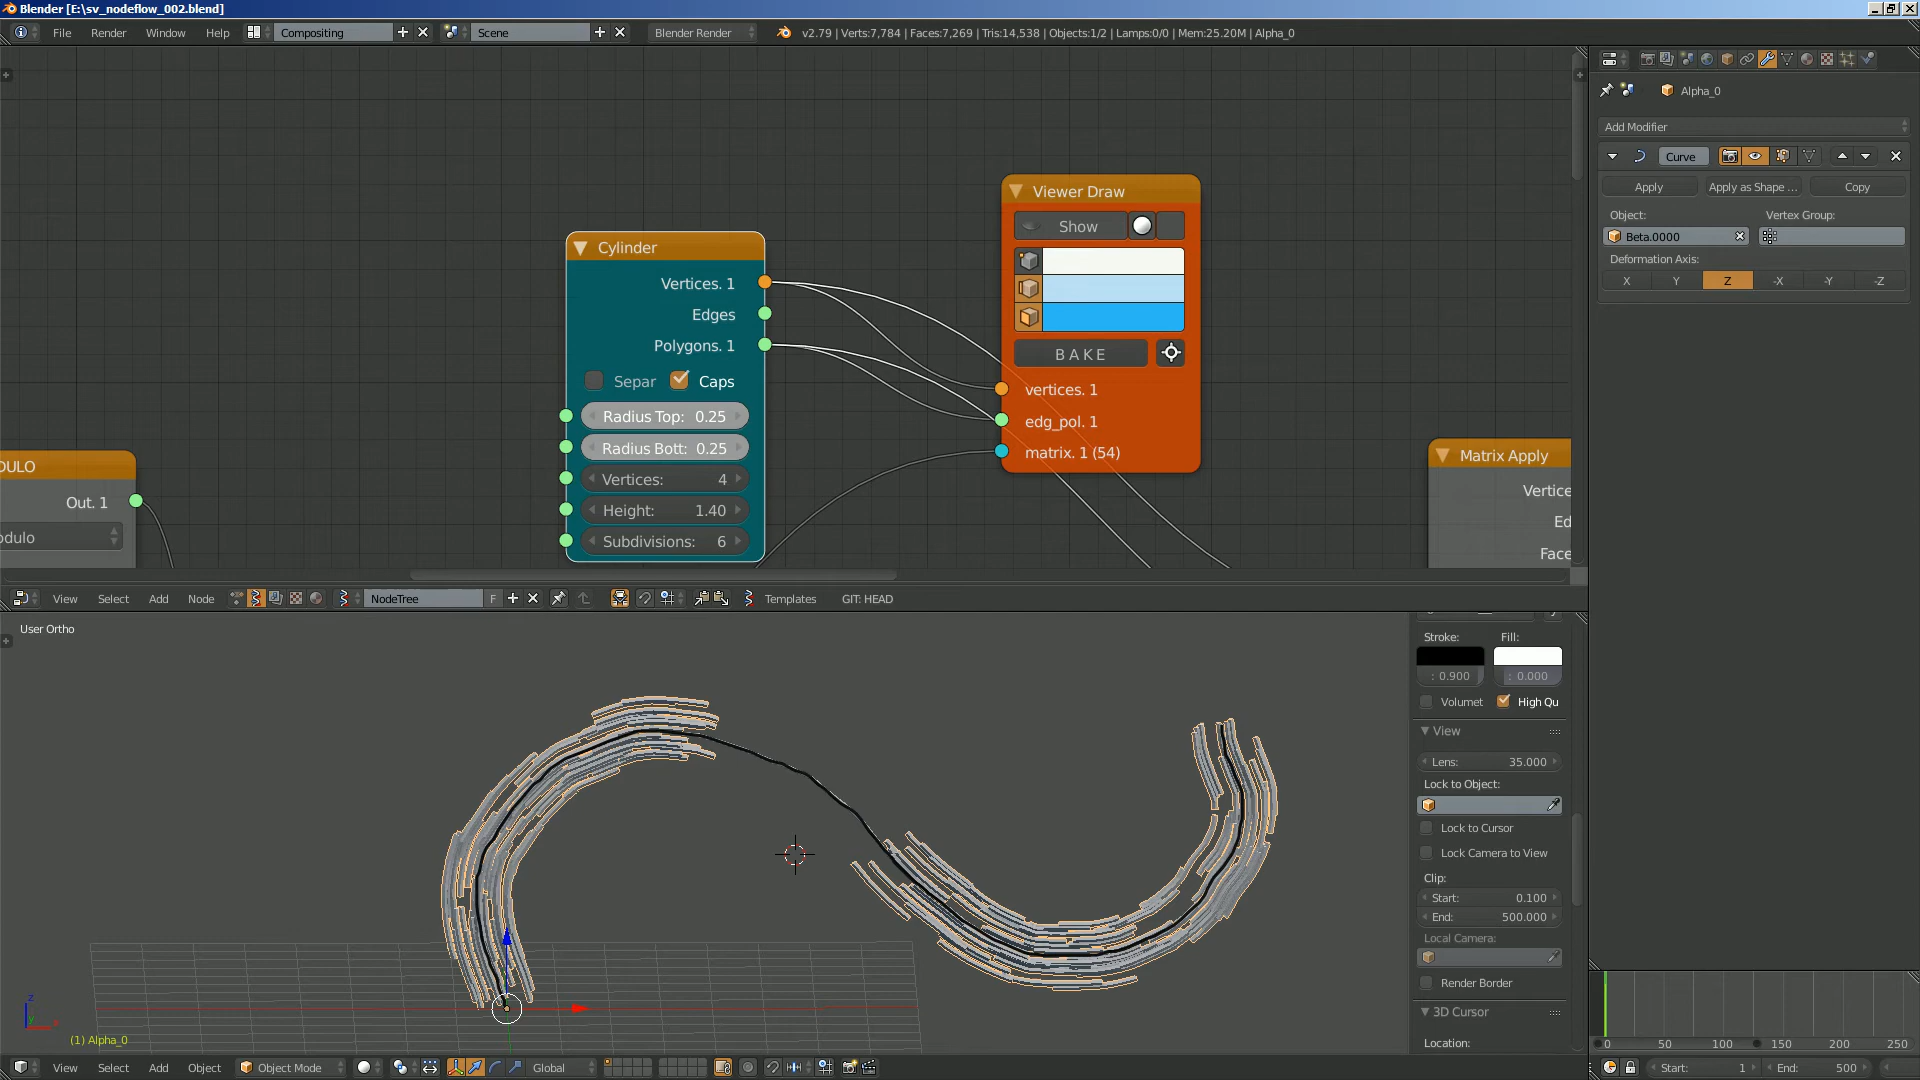 Blender [E:\sv_nodeflow_002.blend]
File Render Window Help Compositing Scene Blender Render v2.79 | Verts:7,784 | Faces:7,269 | Tris:14,538 | Objects:1/2 | Lamps:0/0 | Mem:25.20M | Alpha_0
Alpha_0
Add Modifier
Curve
Apply Apply as Shape ... Copy
Object: Vertex Group:
Beta.0000
Deformation Axis:
X Y Z -X -Y -Z
Viewer Draw
Show
BAKE
vertices. 1
edg_pol. 1
matrix. 1 (54)
Cylinder
Vertices. 1
Edges
Polygons. 1
Separ Caps
Radius Top: 0.25
Radius Bott: 0.25
Vertices: 4
Height: 1.40
Subdivisions: 6
DULO
Out. 1
odulo
Matrix Apply
Vertice
Ed
Face
View Select Add Node NodeTree F Templates GIT: HEAD
User Ortho
Stroke: Fill:
: 0.900 : 0.000
Volumet High Qu
View
Lens: 35.000
Lock to Object:
Lock to Cursor
Lock Camera to View
Clip:
Start: 0.100
End: 500.000
Local Camera:
Render Border
3D Cursor
Location:
z
y
x
(1) Alpha_0
0 50 100 150 200 250
View Select Add Object Object Mode Global Start: 1 End: 500